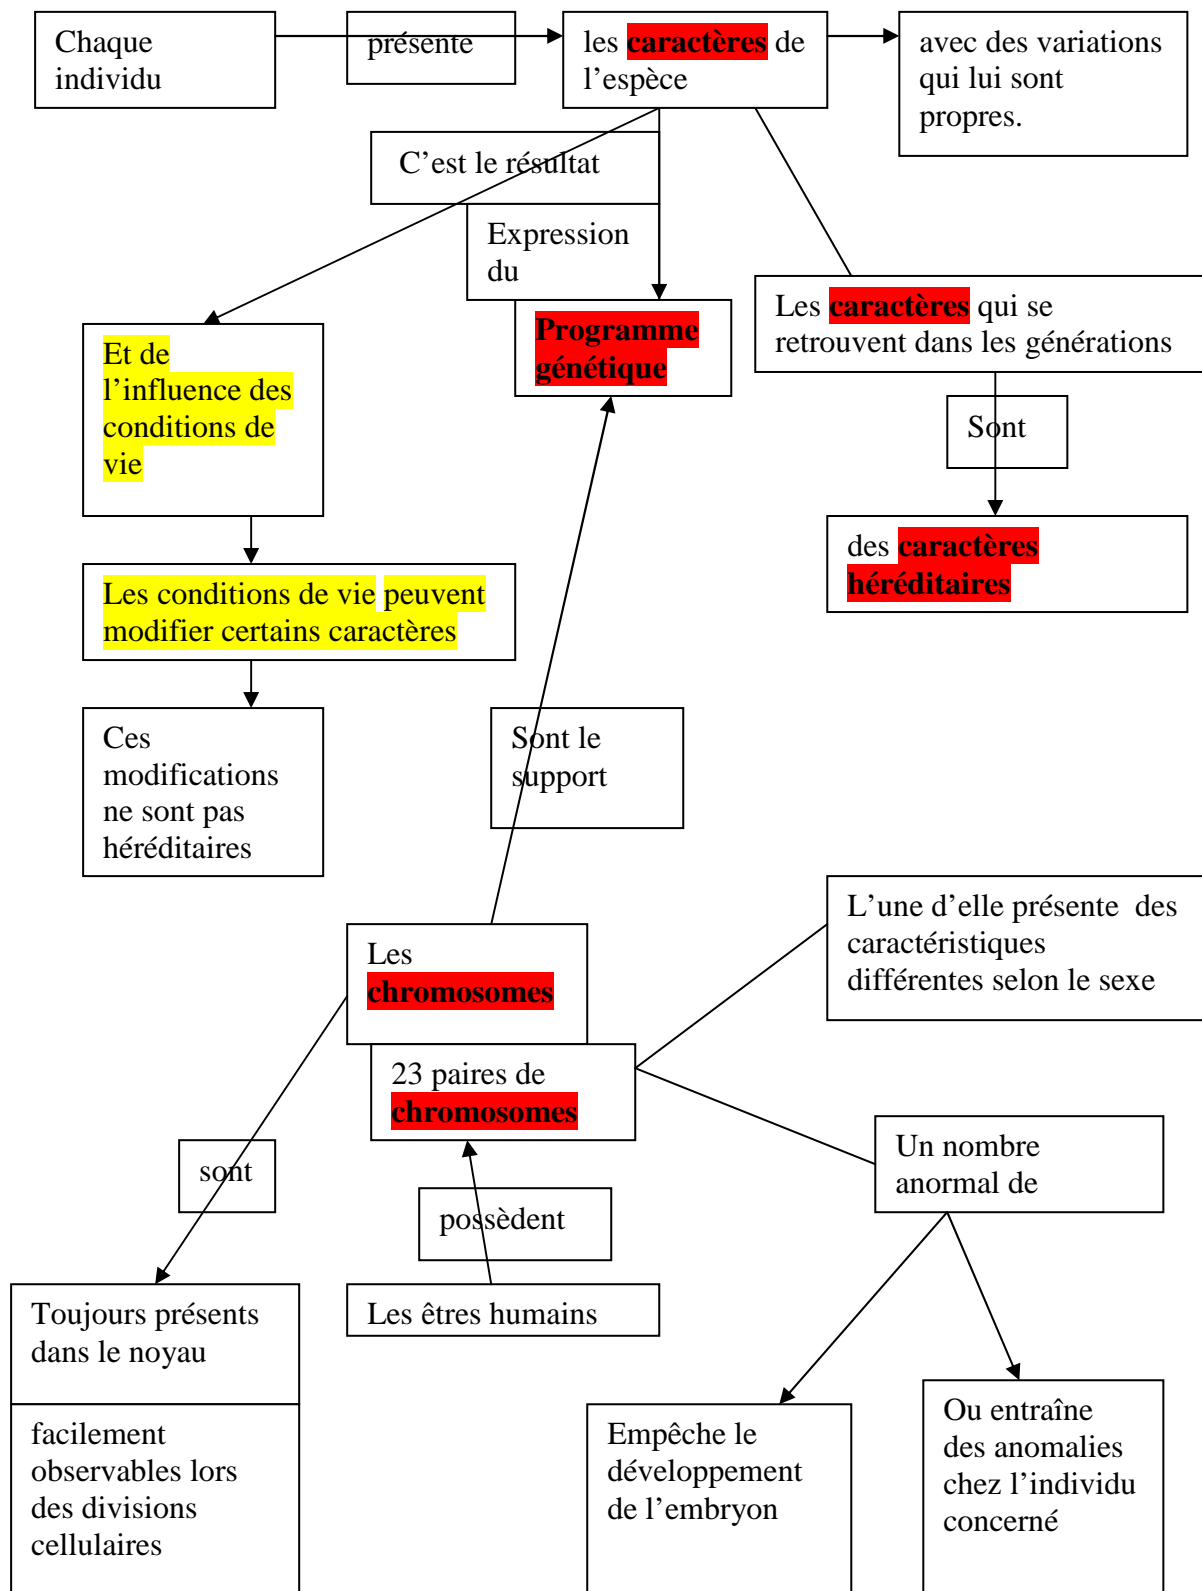 Chaque
individu
présente
les caractères de
l’espèce
avec des variations
qui lui sont
propres.
C’est le résultat
Expression
du
Programme
génétique
Les caractères qui se
retrouvent dans les générations
Et de
l’influence des
conditions de
vie
Sont
des caractères
héréditaires
Les conditions de vie peuvent
modifier certains caractères
Ces
modifications
ne sont pas
héréditaires
Sont le
support
L’une d’elle présente des
caractéristiques
différentes selon le sexe
Les
chromosomes
23 paires de
chromosomes
Un nombre
anormal de
sont
possèdent
Les êtres humains
Toujours présents
dans le noyau
facilement
observables lors
des divisions
cellulaires
Empêche le
développement
de l’embryon
Ou entraîne
des anomalies
chez l’individu
concerné